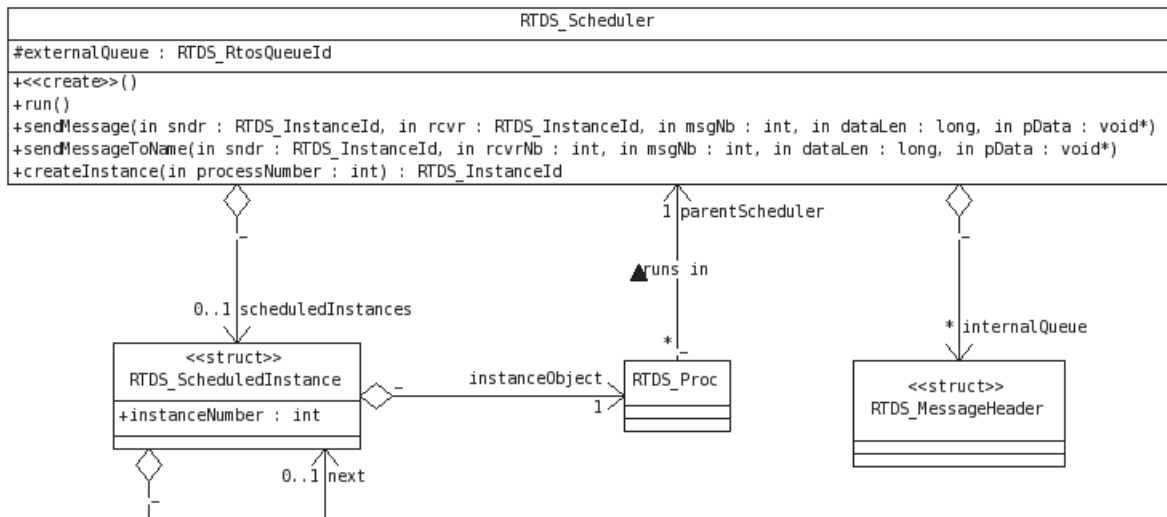 RTDS_Scheduler
#externalQueue : RTDS_RtosQueueId
+<<create>>()
+run()
+sendMessage(in sndr : RTDS_InstanceId, in rcvr : RTDS_InstanceId, in msgNb : int, in dataLen : long, in pData : void*)
+sendMessageToName(in sndr : RTDS_InstanceId, in rcvrNb : int, in msgNb : int, in dataLen : long, in pData : void*)
+createInstance(in processNumber : int) : RTDS_InstanceId
1 parentScheduler
runs in
0..1 scheduledInstances
* internalQueue
*
<<struct>>
RTDS_ScheduledInstance
+instanceNumber : int
instanceObject
1
RTDS_Proc
<<struct>>
RTDS_MessageHeader
0..1 next